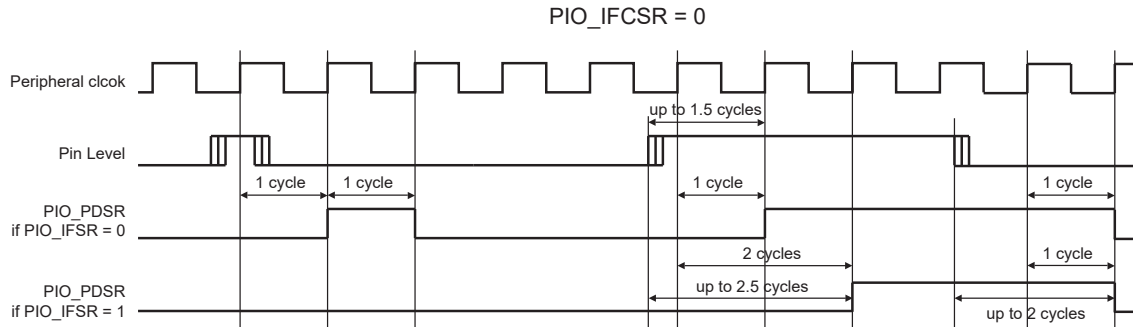 PIO_IFCSR = 0
Peripheral clcok
up to 1.5 cycles
Pin Level
1 cycle
1 cycle
1 cycle
1 cycle
PIO_PDSR
if PIO_IFSR = 0
2 cycles
1 cycle
PIO_PDSR
if PIO_IFSR = 1
up to 2.5 cycles
up to 2 cycles